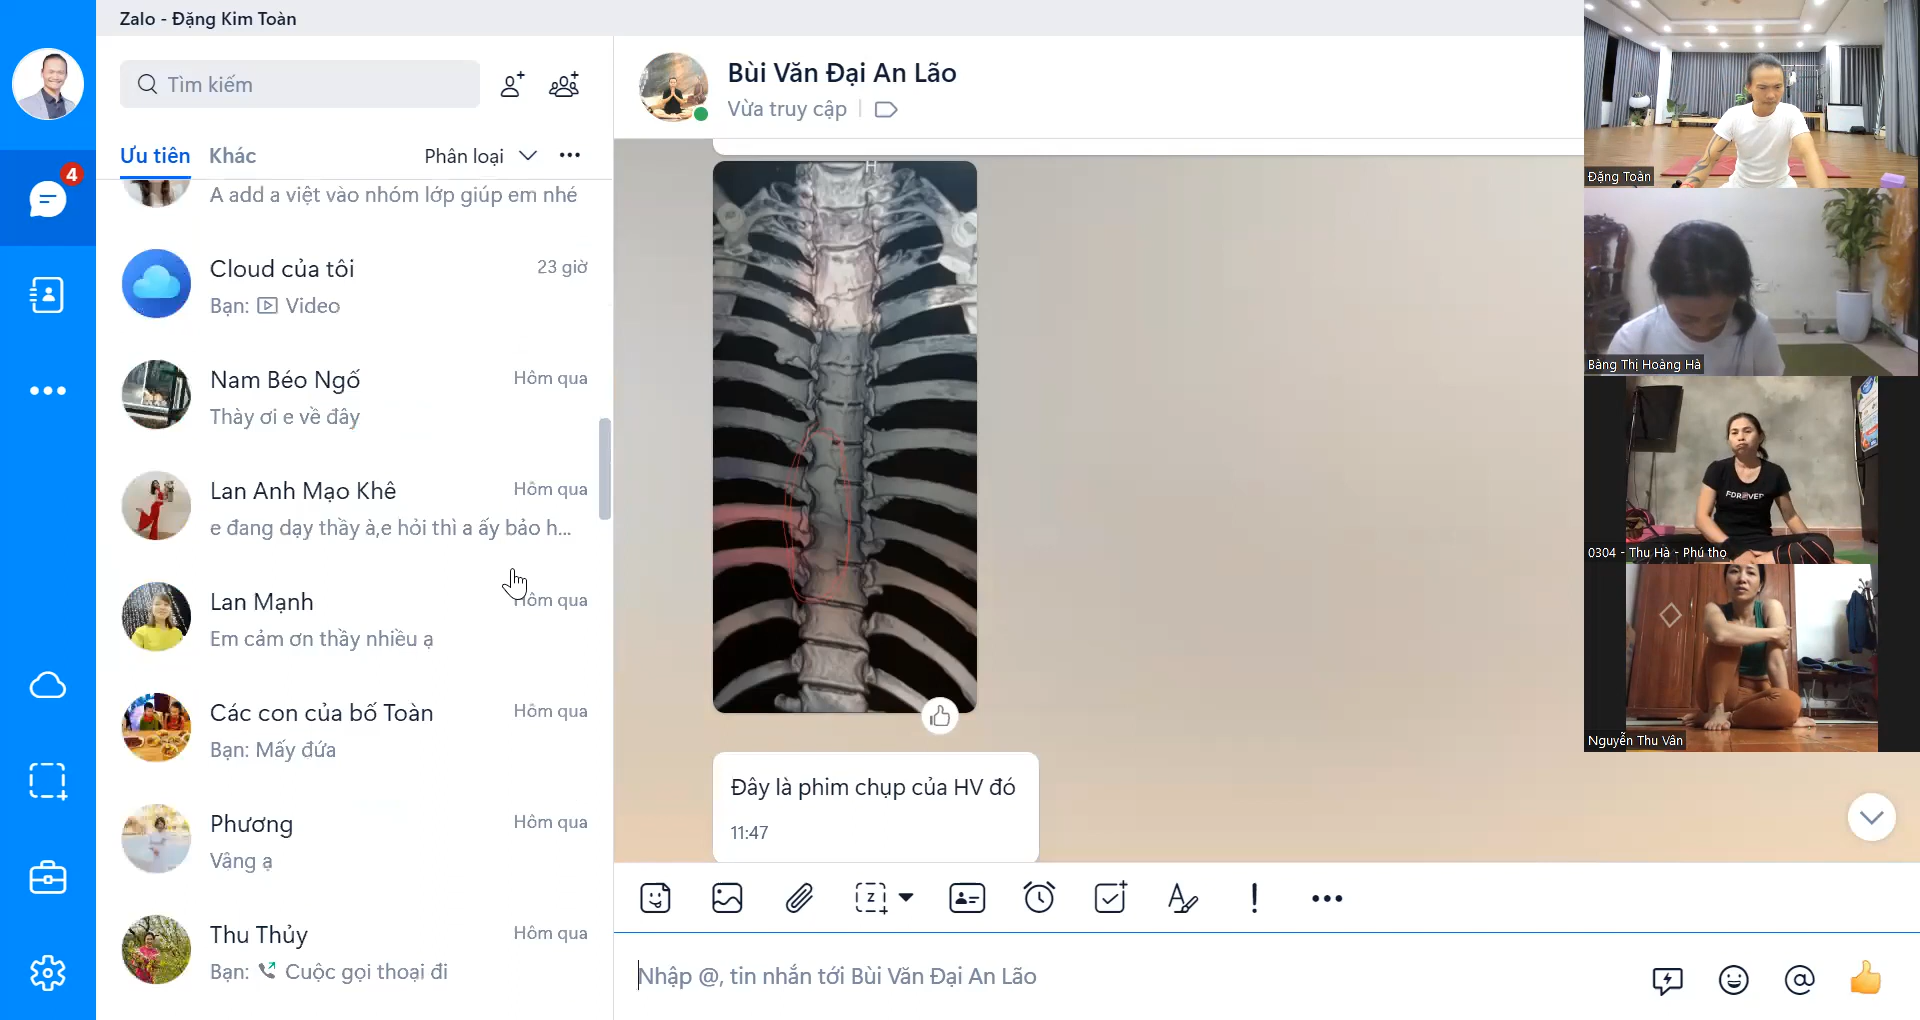 Zalo - Đặng Kim Toàn
Tìm kiếm
Ưu tiên Khác Phân loại
4
A add a việt vào nhóm lớp giúp em nhé
Cloud của tôi 23 giờ
Bạn: Video
Nam Béo Ngố Hôm qua
Thày ơi e về đây
Lan Anh Mạo Khê Hôm qua
e đang dạy thầy à,e hỏi thì a ấy bảo h...
Lan Mạnh Hôm qua
Em cảm ơn thầy nhiều ạ
Các con của bố Toàn Hôm qua
Bạn: Mấy đứa
Phương Hôm qua
Vâng ạ
Thu Thủy Hôm qua
Bạn: Cuộc gọi thoại đi
Bùi Văn Đại An Lão
Vừa truy cập
H
Đây là phim chụp của HV đó
11:47
Nhập @, tin nhắn tới Bùi Văn Đại An Lão
Đặng Toàn
Bàng Thị Hoàng Hà
FOREVER
0304 - Thu Hà - Phú thọ
Nguyễn Thu Vân